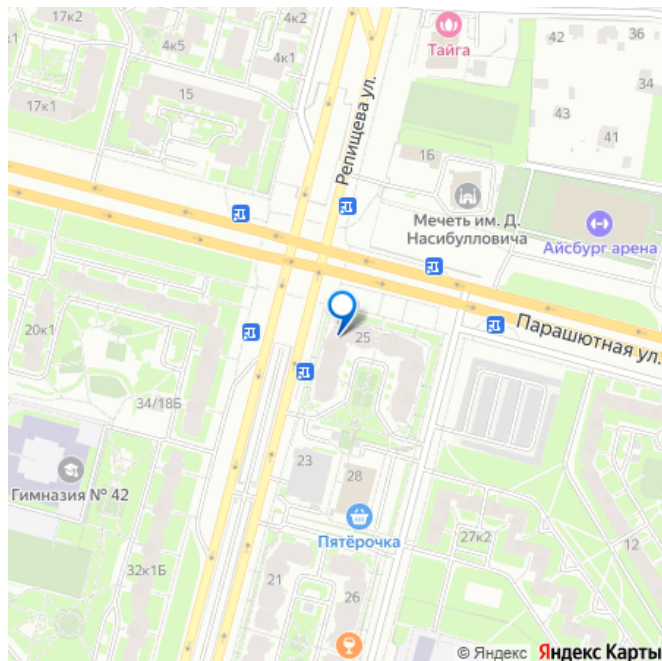 17к2
4к2
4к1
Тайга
42
36
4к5
34
17к1
15
Репищева ул.
43
41
1Б
Мечеть им. Д.
Насибулловича
Айсбург арена
20к1
25
Парашютная ул.
34/18Б
Гимназия № 42
23
28
Пятёрочка
27к2
12
32к1Б
21
26
© Яндекс Яндекс Карты